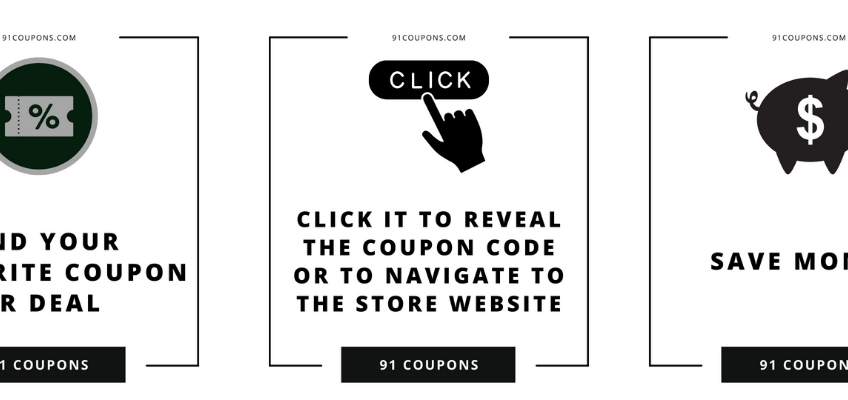 91COUPONS.COM
%
ND YOUR
RITE COUPON
R DEAL
1 COUPONS
91COUPONS.COM
CLICK
CLICK IT TO REVEAL
THE COUPON CODE
OR TO NAVIGATE TO
THE STORE WEBSITE
91 COUPONS
91COUPONS.COM
$
SAVE MON
91 COUPON